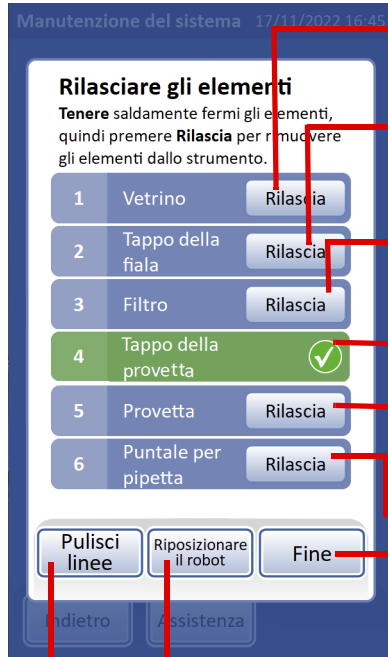 Manutenzione del sistema 17/11/2022 16:45
Rilasciare gli elementi
Tenere saldamente fermi gli elementi,
quindi premere Rilascia per rimuovere
gli elementi dallo strumento.
1 Vetrino Rilascia
2 Tappo della
fiala Rilascia
3 Filtro Rilascia
4 Tappo della
provetta
5 Provetta Rilascia
6 Puntale per
pipetta Rilascia
Pulisci
linee
Riposizionare
il robot
Fine
Indietro Assistenza